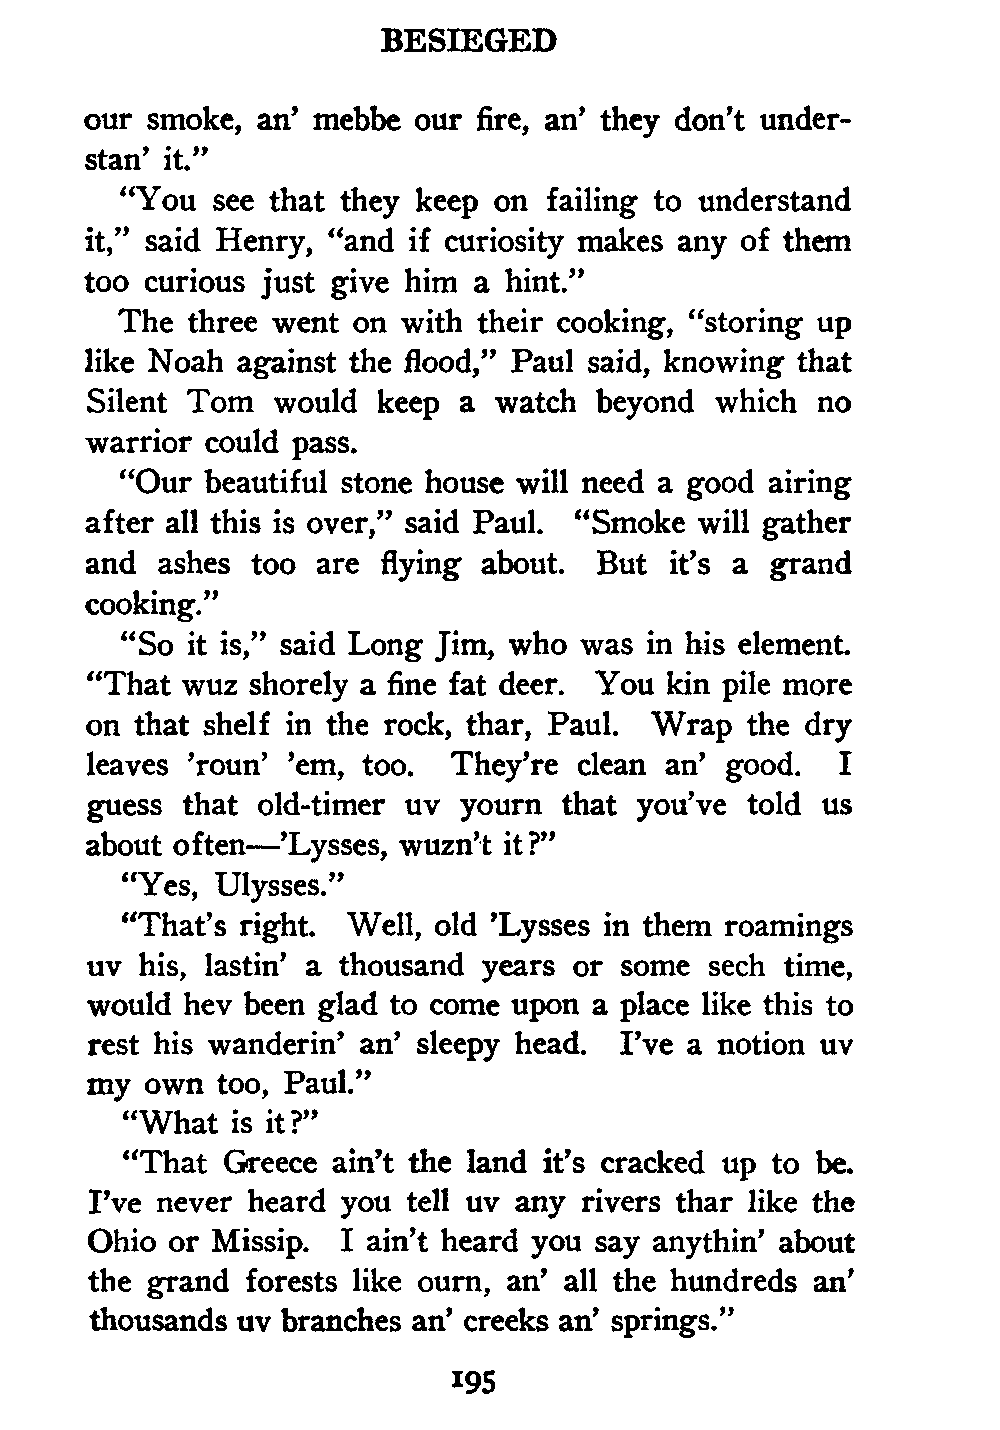 BESIEGED
our smoke, an' mebbe our fire, an' they don't under-
stan' it."
"You see that they keep on failing to understand
it," said Henry, "and if curiosity makes any of them
too curious just give him a hint."
The three went on with their cooking, "storing up
like Noah against the flood," Paul said, knowing that
Silent Tom would keep a watch beyond which no
warrior could pass.
"Our beautiful stone house will need a good airing
after all this is over," said Paul. "Smoke will gather
and ashes too are flying about. But it's a grand
cooking."
"So it is," said Long Jim, who was in his element.
"That wuz shorely a fine fat deer. You kin pile more
on that shelf in the rock, thar, Paul. Wrap the dry
leaves 'roun' 'em, too. They're clean an' good. I
guess that old-timer uv yourn that you've told us
about often—'Lysses, wuzn't it?"
"Yes, Ulysses."
"That's right. Well, old 'Lysses in them roamings
uv his, lastin' a thousand years or some sech time,
would hev been glad to come upon a place like this to
rest his wanderin' an' sleepy head. I've a notion uv
my own too, Paul."
"What is it?"
"That Greece ain't the land it's cracked up to be.
I've never heard you tell uv any rivers thar like the
Ohio or Missip. I ain't heard you say anythin' about
the grand forests like ourn, an' all the hundreds an'
thousands uv branches an' creeks an' springs."
195